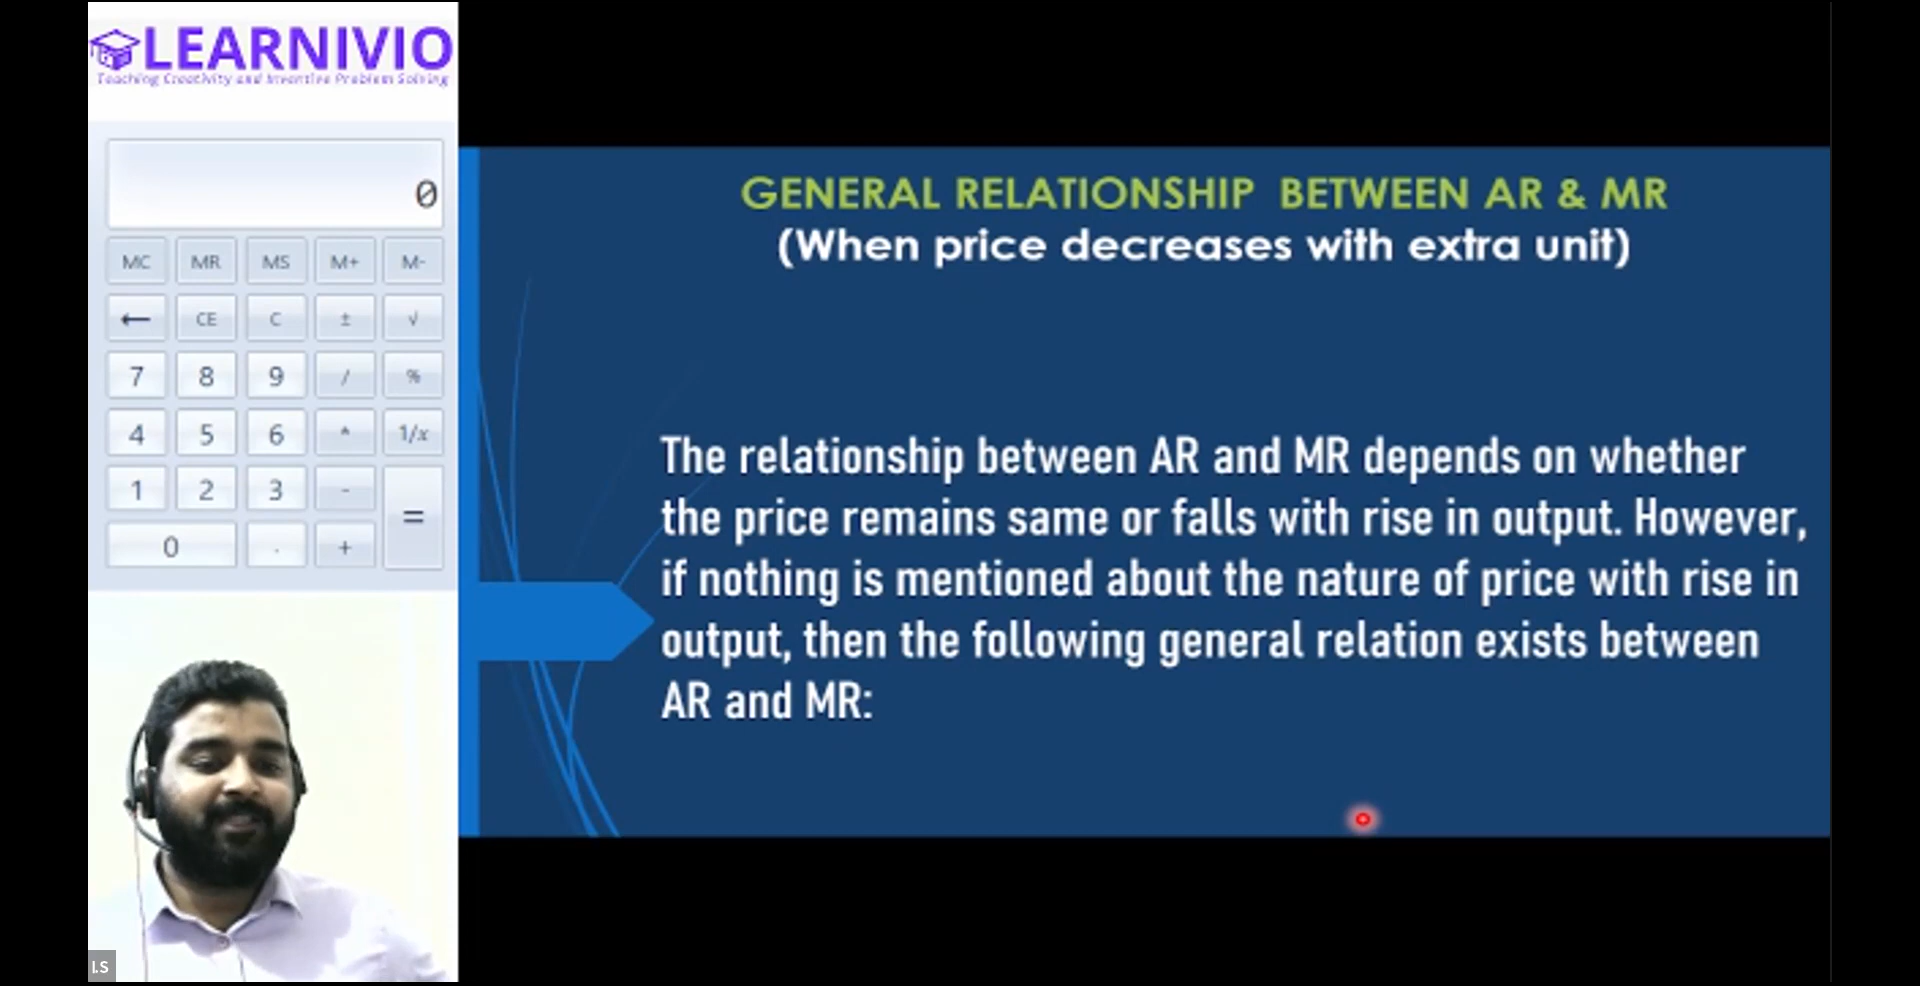 LEARNIVIO
Teaching Creativity and Inventive Problem Solving
0
MC MR MS M+ M-
← CE C ± √
7 8 9 / %
4 5 6 * 1/x
1 2 3 - =
0 . +
I.S
GENERAL RELATIONSHIP BETWEEN AR & MR
(When price decreases with extra unit)
The relationship between AR and MR depends on whether
the price remains same or falls with rise in output. However,
if nothing is mentioned about the nature of price with rise in
output, then the following general relation exists between
AR and MR: